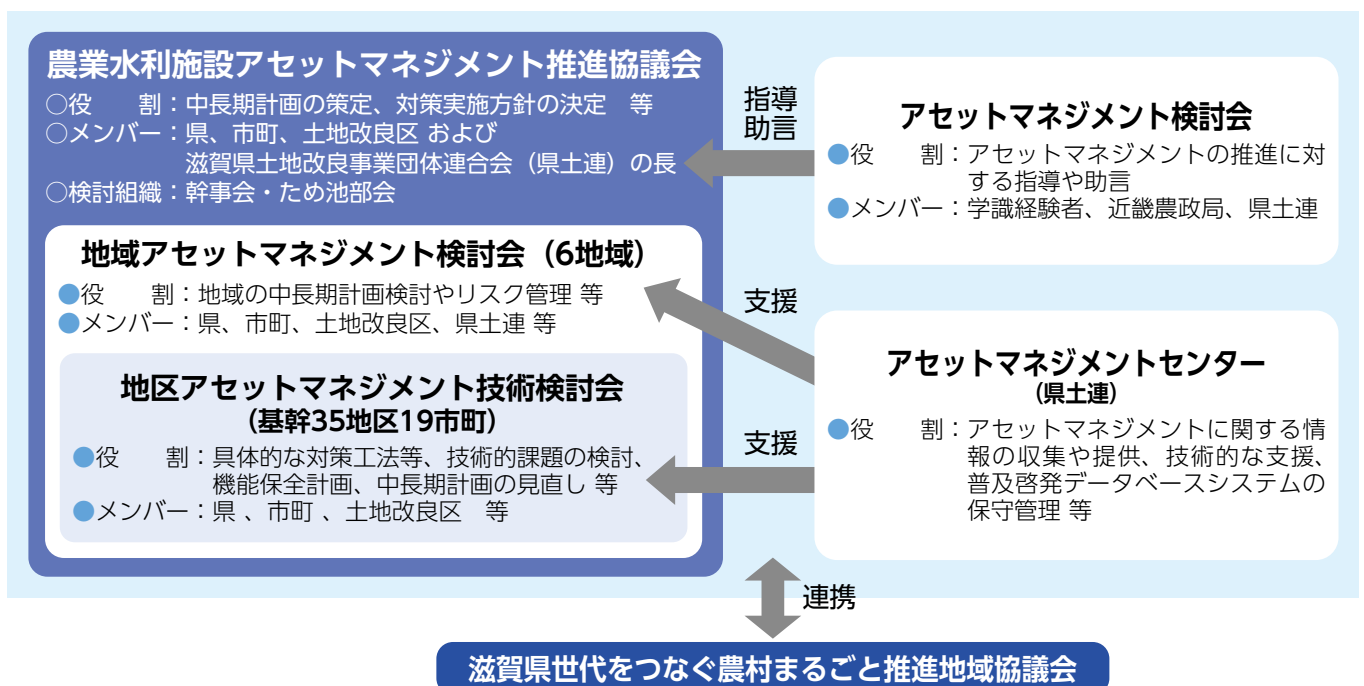 農業水利施設アセットマネジメント推進協議会
○役　割：中長期計画の策定、対策実施方針の決定　等
○メンバー：県、市町、土地改良区 および
滋賀県土地改良事業団体連合会（県土連）の長
○検討組織：幹事会・ため池部会
地域アセットマネジメント検討会（6地域）
●役　割：地域の中長期計画検討やリスク管理 等
●メンバー：県、市町、土地改良区、県土連 等
地区アセットマネジメント技術検討会
（基幹35地区19市町）
●役　割：具体的な対策工法等、技術的課題の検討、
機能保全計画、中長期計画の見直し 等
●メンバー：県 、市町 、土地改良区　等
指導
助言
アセットマネジメント検討会
●役　割：アセットマネジメントの推進に対
する指導や助言
●メンバー：学識経験者、近畿農政局、県土連
支援
アセットマネジメントセンター
（県土連）
●役　割：アセットマネジメントに関する情
報の収集や提供、技術的な支援、
普及啓発データベースシステムの
保守管理 等
支援
連携
滋賀県世代をつなぐ農村まるごと推進地域協議会